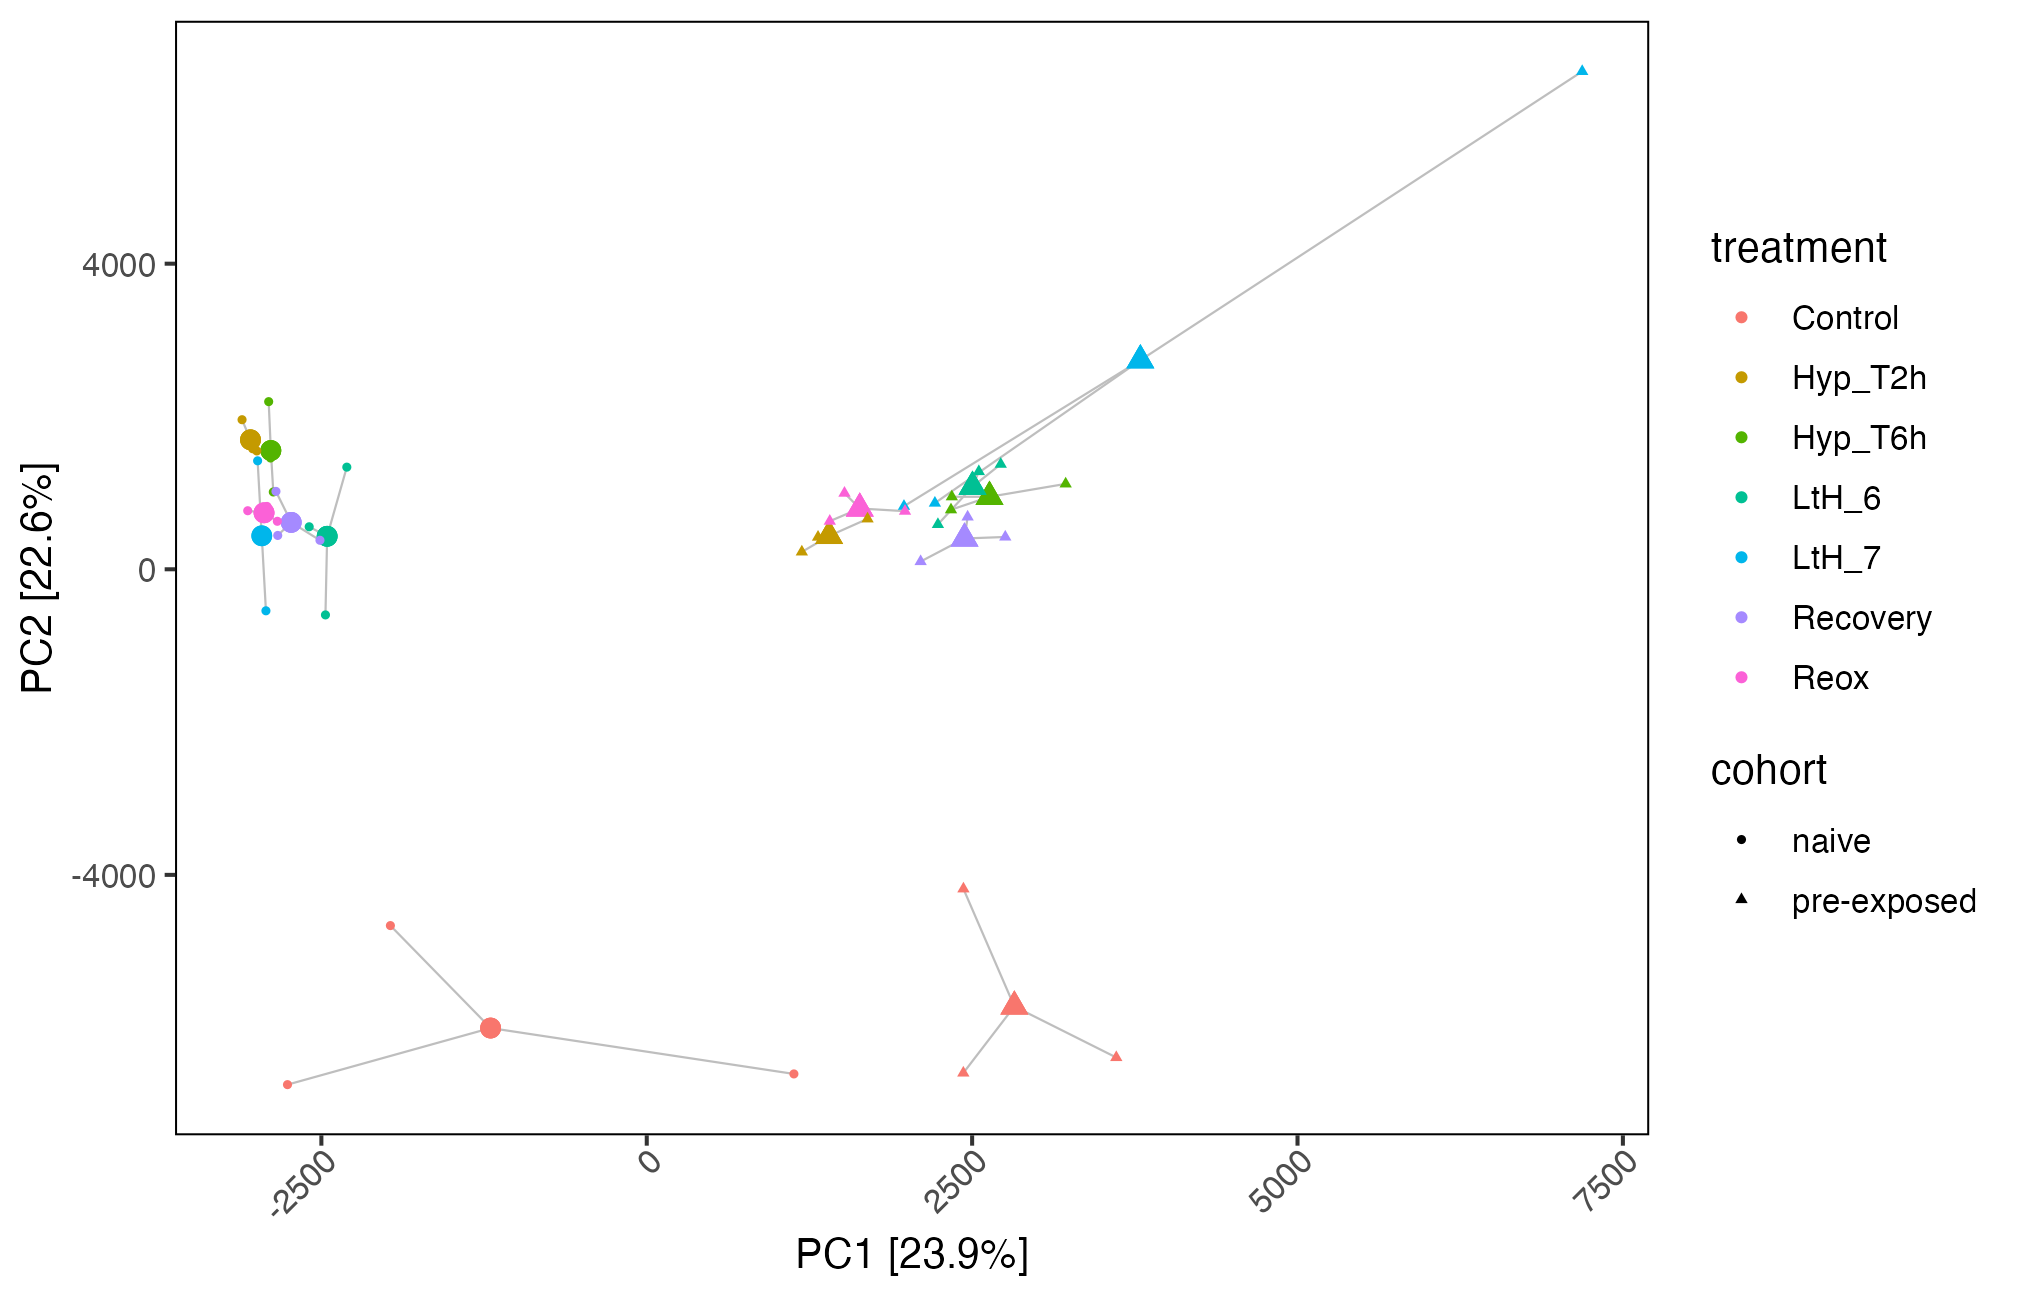 4000
0
-4000
PC2 [22.6%]
-2500
0
2500
5000
7500
PC1 [23.9%]
treatment
Control
Hyp_T2h
Hyp_T6h
LtH_6
LtH_7
Recovery
Reox
cohort
naive
pre-exposed